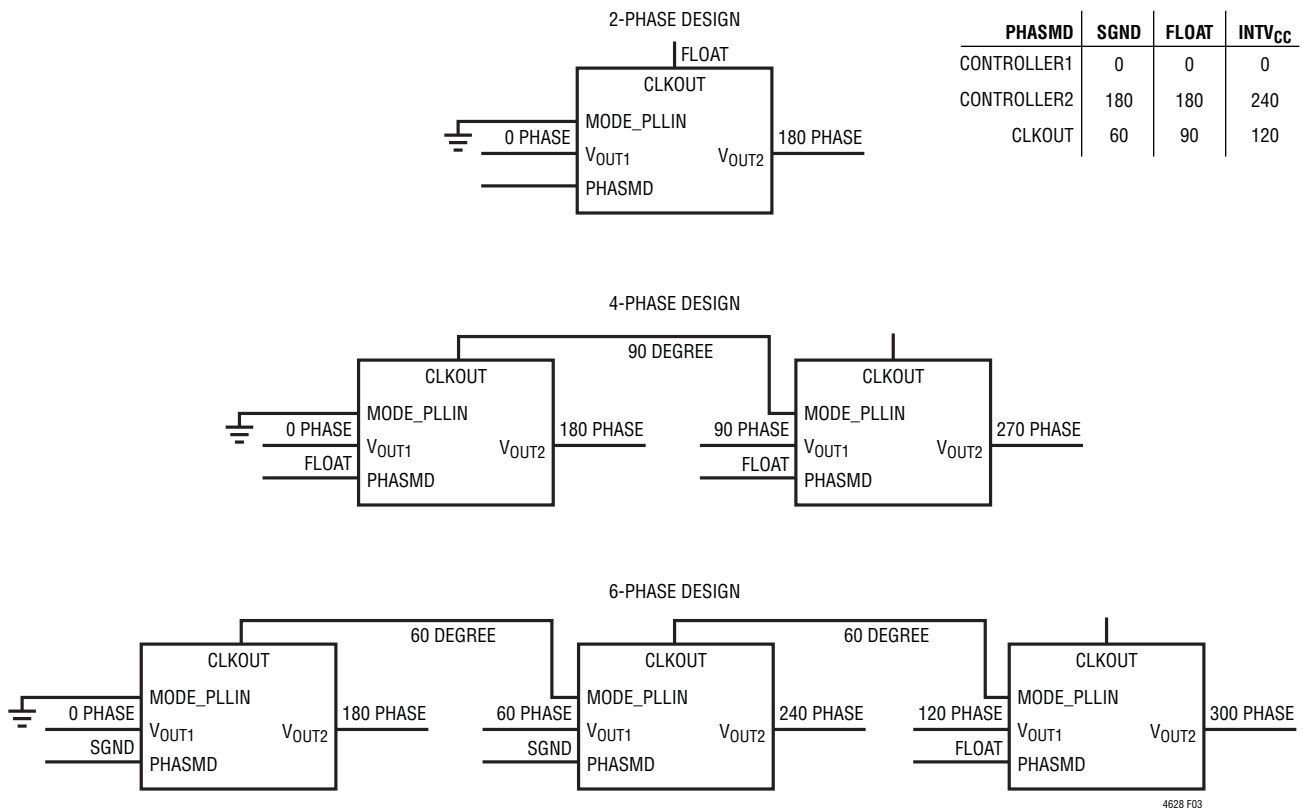 2-PHASE DESIGN
FLOAT
CLKOUT
MODE_PLLIN
0 PHASE
VOUT1
VOUT2
180 PHASE
PHASMD
PHASMD SGND FLOAT INTVCC
CONTROLLER1 0 0 0
CONTROLLER2 180 180 240
CLKOUT 60 90 120
4-PHASE DESIGN
90 DEGREE
CLKOUT
MODE_PLLIN
0 PHASE
VOUT1
VOUT2
180 PHASE
FLOAT
PHASMD
CLKOUT
MODE_PLLIN
90 PHASE
VOUT1
VOUT2
270 PHASE
FLOAT
PHASMD
6-PHASE DESIGN
60 DEGREE
60 DEGREE
CLKOUT
MODE_PLLIN
0 PHASE
VOUT1
VOUT2
180 PHASE
SGND
PHASMD
CLKOUT
MODE_PLLIN
60 PHASE
VOUT1
VOUT2
240 PHASE
SGND
PHASMD
CLKOUT
MODE_PLLIN
120 PHASE
VOUT1
VOUT2
300 PHASE
FLOAT
PHASMD
4628 F03